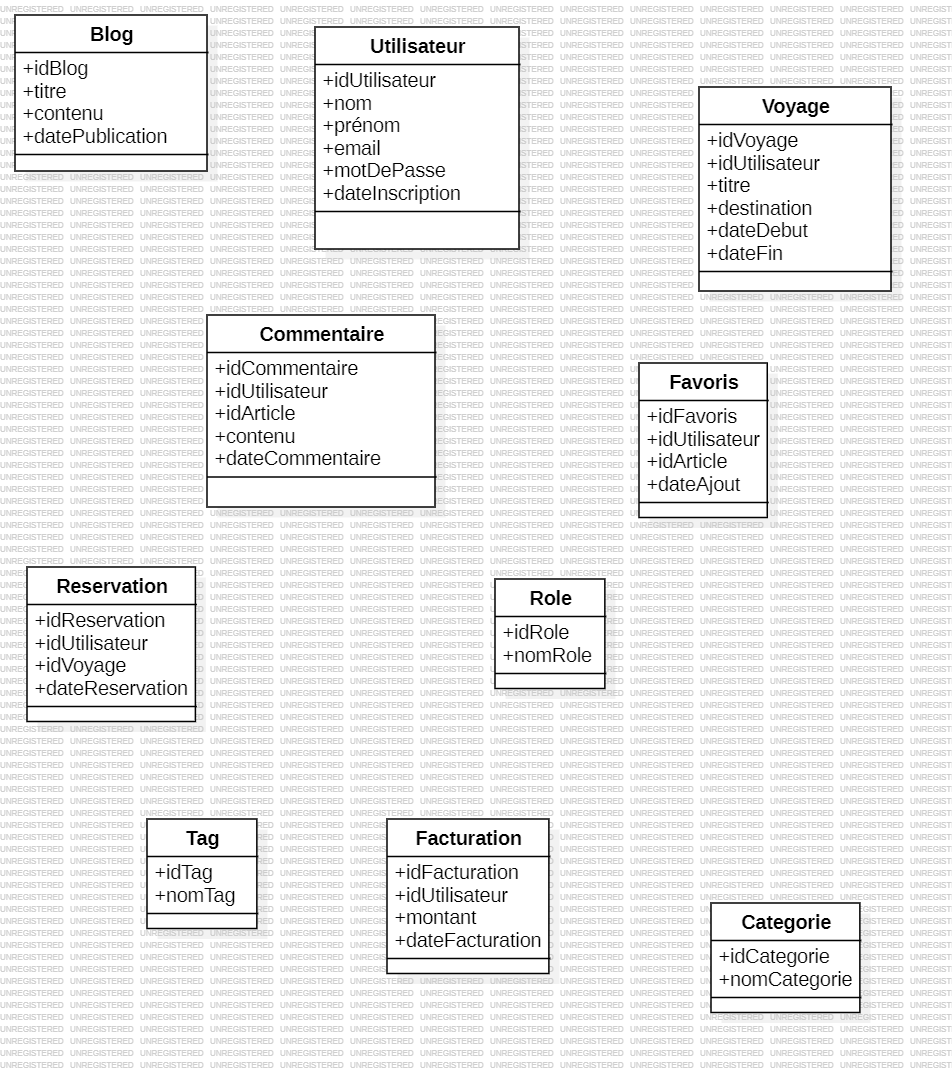 Blog
+idBlog
+titre
+contenu
+datePublication
Utilisateur
+idUtilisateur
+nom
+prénom
+email
+motDePasse
+dateInscription
Voyage
+idVoyage
+idUtilisateur
+titre
+destination
+dateDebut
+dateFin
Commentaire
+idCommentaire
+idUtilisateur
+idArticle
+contenu
+dateCommentaire
Favoris
+idFavoris
+idUtilisateur
+idArticle
+dateAjout
Reservation
+idReservation
+idUtilisateur
+idVoyage
+dateReservation
Role
+idRole
+nomRole
Tag
+idTag
+nomTag
Facturation
+idFacturation
+idUtilisateur
+montant
+dateFacturation
Categorie
+idCategorie
+nomCategorie
UNREGISTERED